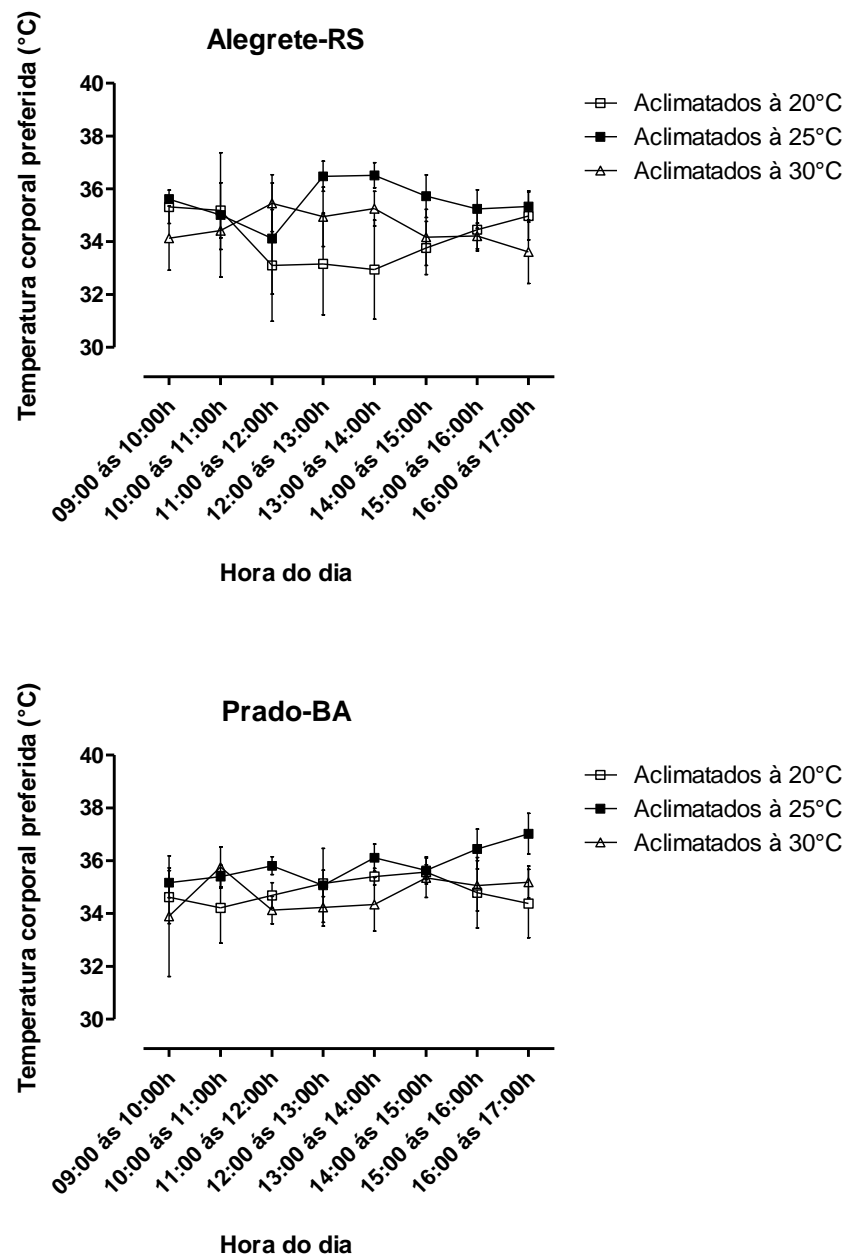 Alegrete-RS
Temperatura corporal preferida (°C)
40
38
36
34
32
30
Aclimatados à 20°C
Aclimatados à 25°C
Aclimatados à 30°C
09:00 ás 10:00h
10:00 ás 11:00h
11:00 ás 12:00h
12:00 ás 13:00h
13:00 ás 14:00h
14:00 ás 15:00h
15:00 ás 16:00h
16:00 ás 17:00h
Hora do dia
Prado-BA
Temperatura corporal preferida (°C)
40
38
36
34
32
30
Aclimatados à 20°C
Aclimatados à 25°C
Aclimatados à 30°C
09:00 ás 10:00h
10:00 ás 11:00h
11:00 ás 12:00h
12:00 ás 13:00h
13:00 ás 14:00h
14:00 ás 15:00h
15:00 ás 16:00h
16:00 ás 17:00h
Hora do dia